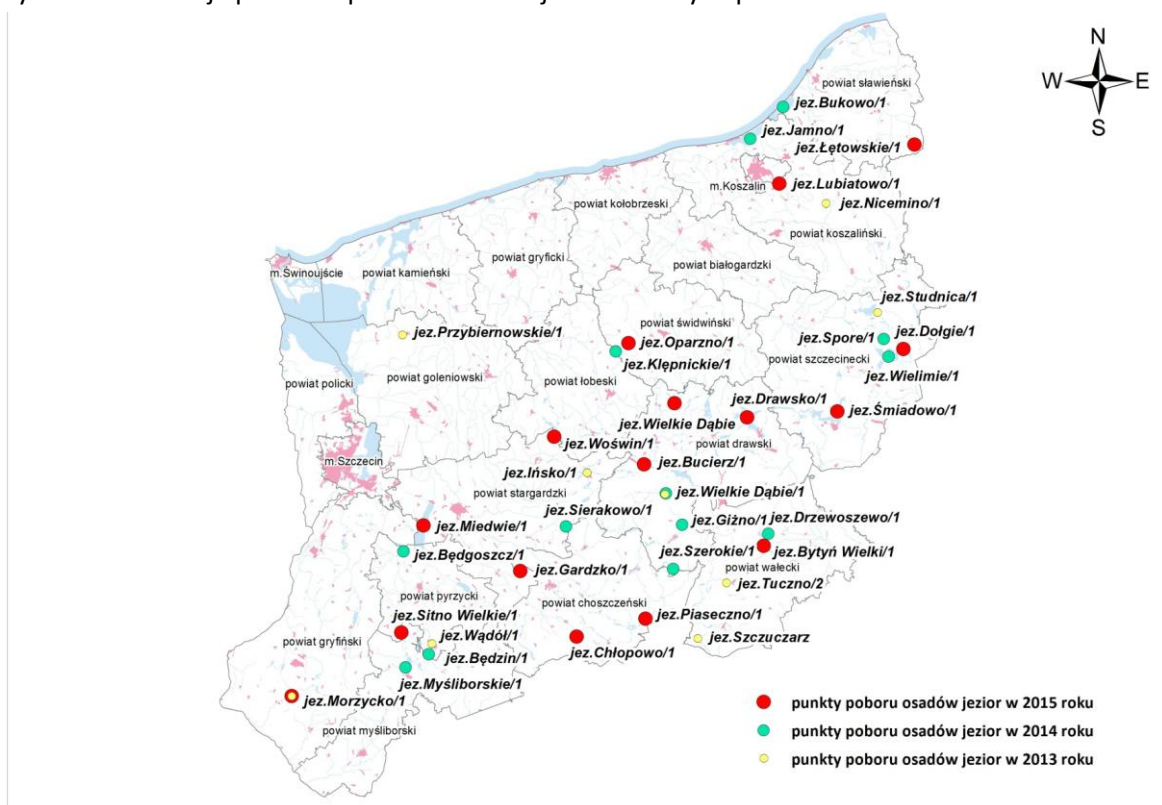 N
W E
S
powiat sławieński
jez.Bukowo/1
jez.Jamno/1
jez.Łętowskie/1
m.Koszalin
jez.Lubiatowo/1
jez.Nicemino/1
powiat kołobrzeski
powiat koszaliński
powiat gryficki
powiat białogardzki
m.Świnoujście
powiat kamieński
jez.Studnica/1
jez.Przybiernowskie/1
powiat świdwiński
jez.Oparzno/1
jez.Spore/1
jez.Dołgie/1
jez.Klępnickie/1
powiat szczecinecki
jez.Wielimie/1
powiat policki
powiat goleniowski
powiat łobeski
jez.Drawsko/1
jez.Śmiadowo/1
jez.Wielkie Dąbie
powiat drawski
jez.Woświn/1
m.Szczecin
jez.Bucierz/1
jez.Ińsko/1
powiat stargardzki
jez.Wielkie Dąbie/1
jez.Sierakowo/1
jez.Giżno/1
jez.Drzewoszewo/1
jez.Miedwie/1
jez.Będgoszcz/1
jez.Szerokie/1
jez.Bytyń Wielki/1
jez.Gardzko/1
powiat wałecki
jez.Tuczno/2
powiat pyrzycki
powiat choszczeński
jez.Sitno Wielkie/1
jez.Piaseczno/1
jez.Wądół/1
powiat gryfiński
jez.Szczuczarz
jez.Chłopowo/1
jez.Będzin/1
jez.Myśliborskie/1
jez.Morzycko/1
powiat myśliborski
punkty poboru osadów jezior w 2015 roku
punkty poboru osadów jezior w 2014 roku
punkty poboru osadów jezior w 2013 roku